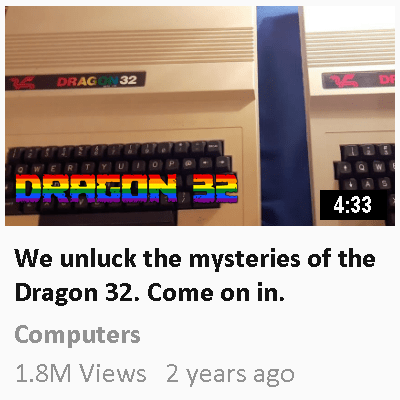 DRAGON 32
DR
Q W E R T Y U I O P
Q W
A S
DRAGON 32
4:33
We unluck the mysteries of the
Dragon 32. Come on in.
Computers
1.8M Views 2 years ago